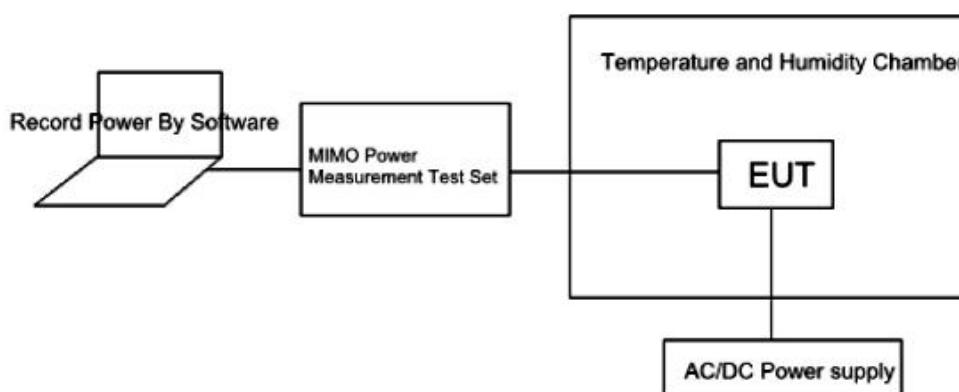 Temperature and Humidity Chamber
Record Power By Software
MIMO Power
Measurement Test Set
EUT
AC/DC Power supply